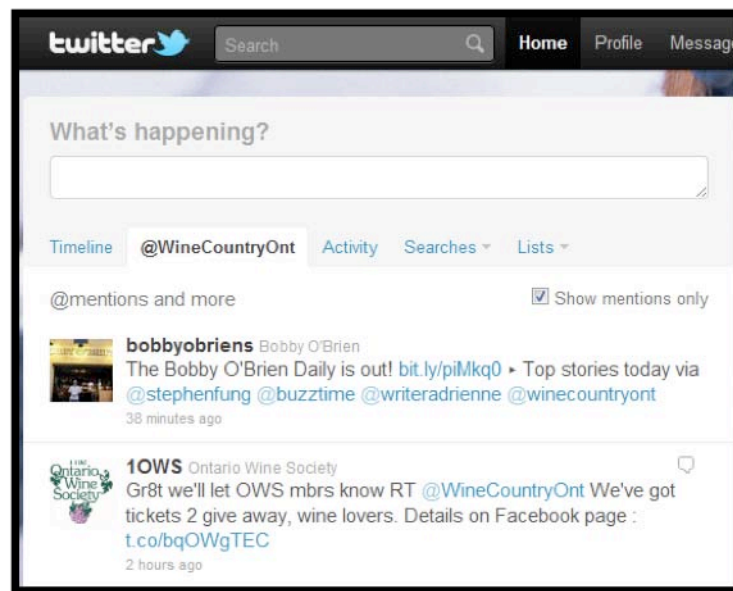 twitter Search Home Profile Messag
What's happening?
Timeline @WineCountryOnt Activity Searches Lists
@mentions and more Show mentions only
bobbyobriens Bobby O'Brien
The Bobby O'Brien Daily is out! bit.ly/piMkq0 ▸ Top stories today via
@stephenfung @buzztime @writeradrienne @winecountryont
38 minutes ago
Ontario
Wine
Society
1OWS Ontario Wine Society
Gr8t we'll let OWS mbrs know RT @WineCountryOnt We've got
tickets 2 give away, wine lovers. Details on Facebook page :
t.co/bqOWgTEC
2 hours ago